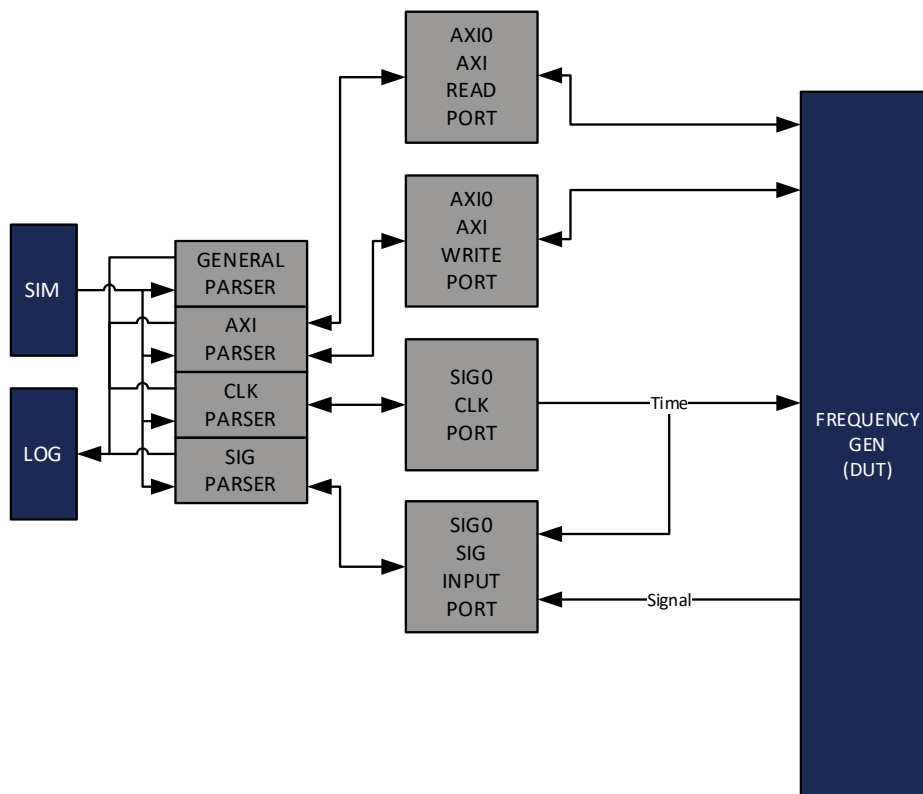 AXI0
AXI
READ
PORT
AXI0
AXI
WRITE
PORT
SIM
GENERAL
PARSER
AXI
PARSER
CLK
PARSER
SIG
PARSER
LOG
SIG0
CLK
PORT
Time
FREQUENCY
GEN
(DUT)
SIG0
SIG
INPUT
PORT
Signal